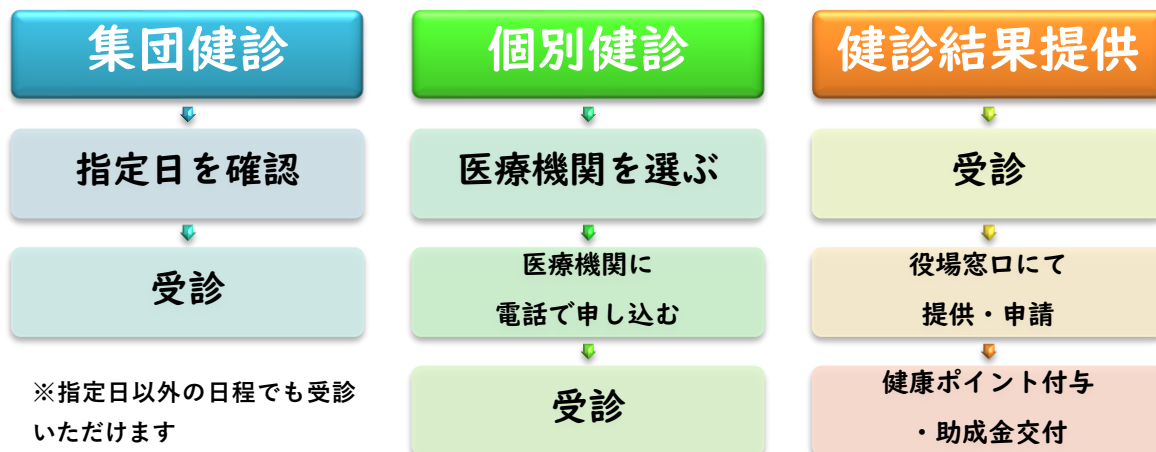 集団健診
指定日を確認
受診
※指定日以外の日程でも受診
いただけます
個別健診
医療機関を選ぶ
医療機関に
電話で申し込む
受診
健診結果提供
受診
役場窓口にて
提供・申請
健康ポイント付与
・助成金交付